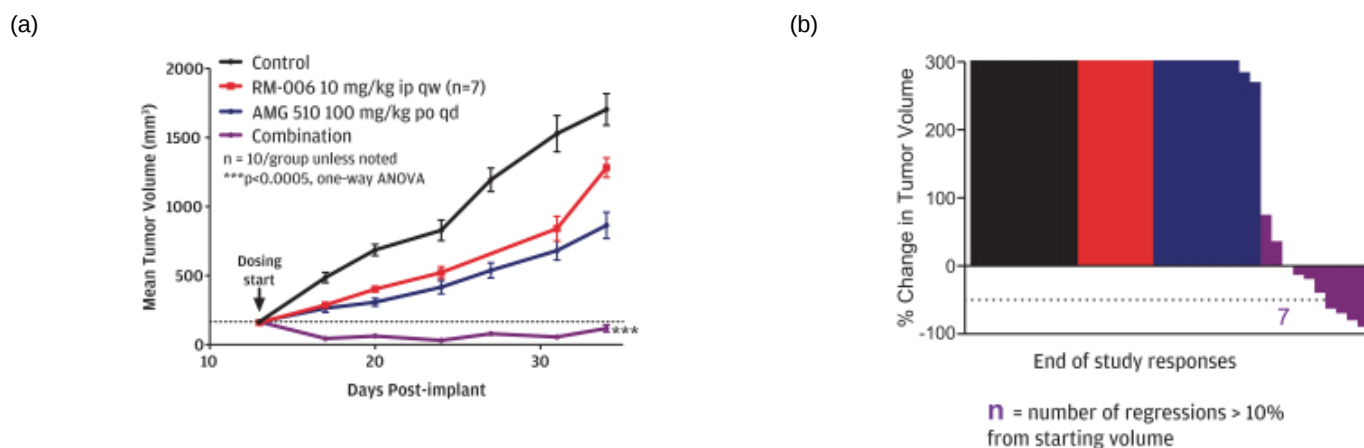 (a)
Control
RM-006 10 mg/kg ip qw (n=7)
AMG 510 100 mg/kg po qd
Combination
n = 10/group unless noted
***p<0.0005, one-way ANOVA
Mean Tumor Volume (mm³)
2000
1500
1000
500
0
Dosing
start
***
10
20
30
Days Post-implant
(b)
% Change in Tumor Volume
300
200
100
0
-100
7
End of study responses
n = number of regressions > 10%
from starting volume